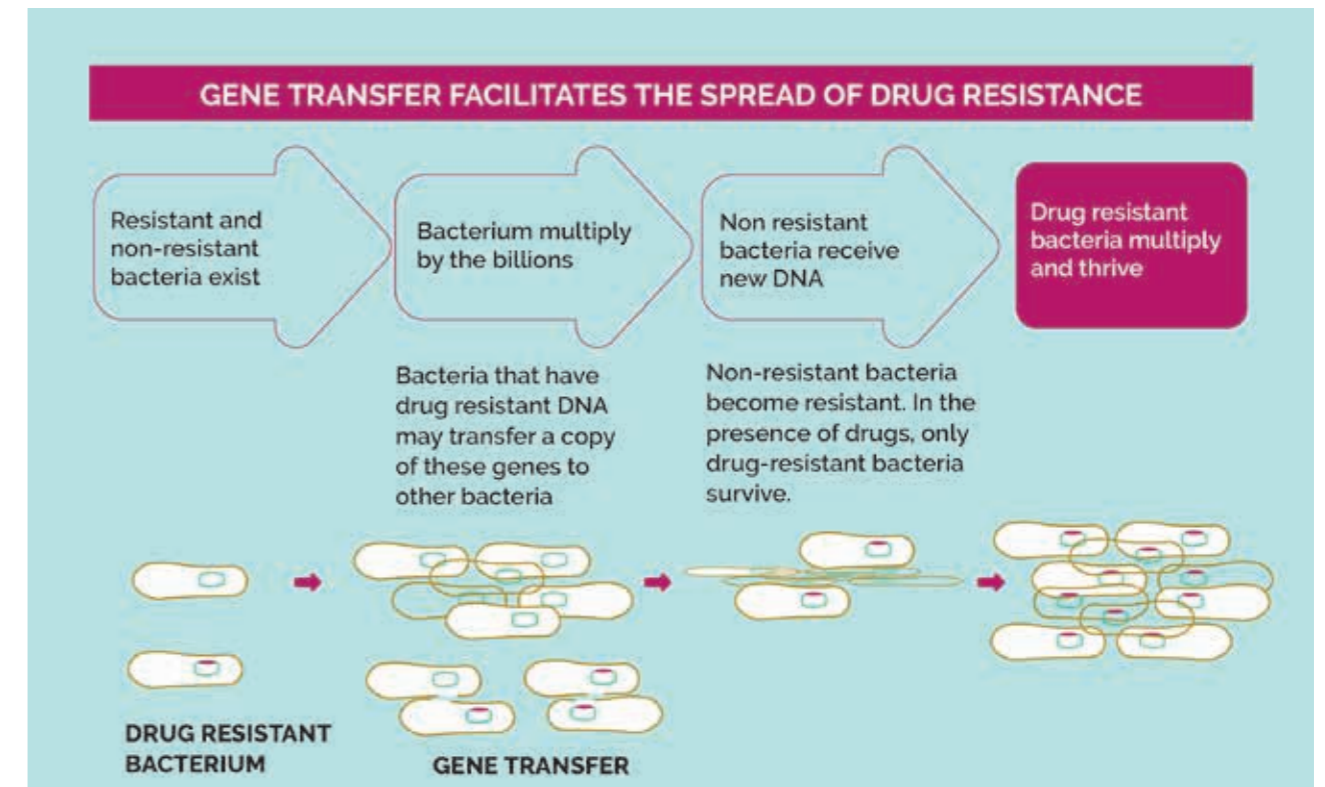 GENE TRANSFER FACILITATES THE SPREAD OF DRUG RESISTANCE
Resistant and
non-resistant
bacteria exist
Bacterium multiply
by the billions
Non resistant
bacteria receive
new DNA
Drug resistant
bacteria multiply
and thrive
Bacteria that have
drug resistant DNA
may transfer a copy
of these genes to
other bacteria
Non-resistant bacteria
become resistant. In the
presence of drugs, only
drug-resistant bacteria
survive.
DRUG RESISTANT
BACTERIUM
GENE TRANSFER